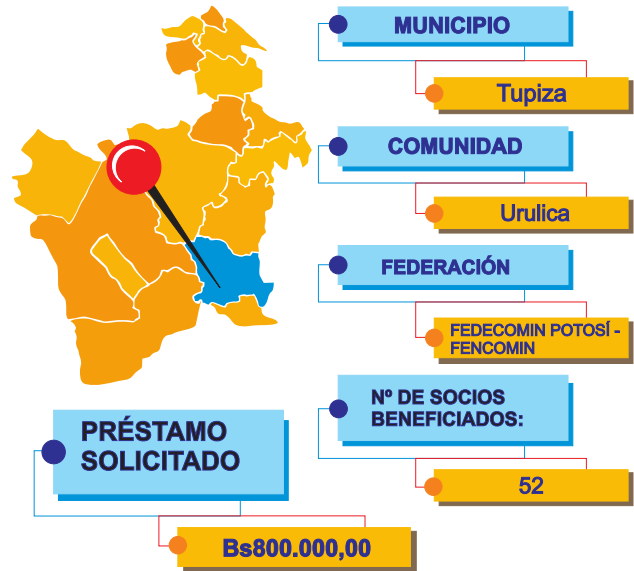 MUNICIPIO
Tupiza
COMUNIDAD
Urulica
FEDERACIÓN
FEDECOMIN POTOSÍ -
FENCOMIN
Nº DE SOCIOS
BENEFICIADOS:
52
PRÉSTAMO
SOLICITADO
Bs800.000,00